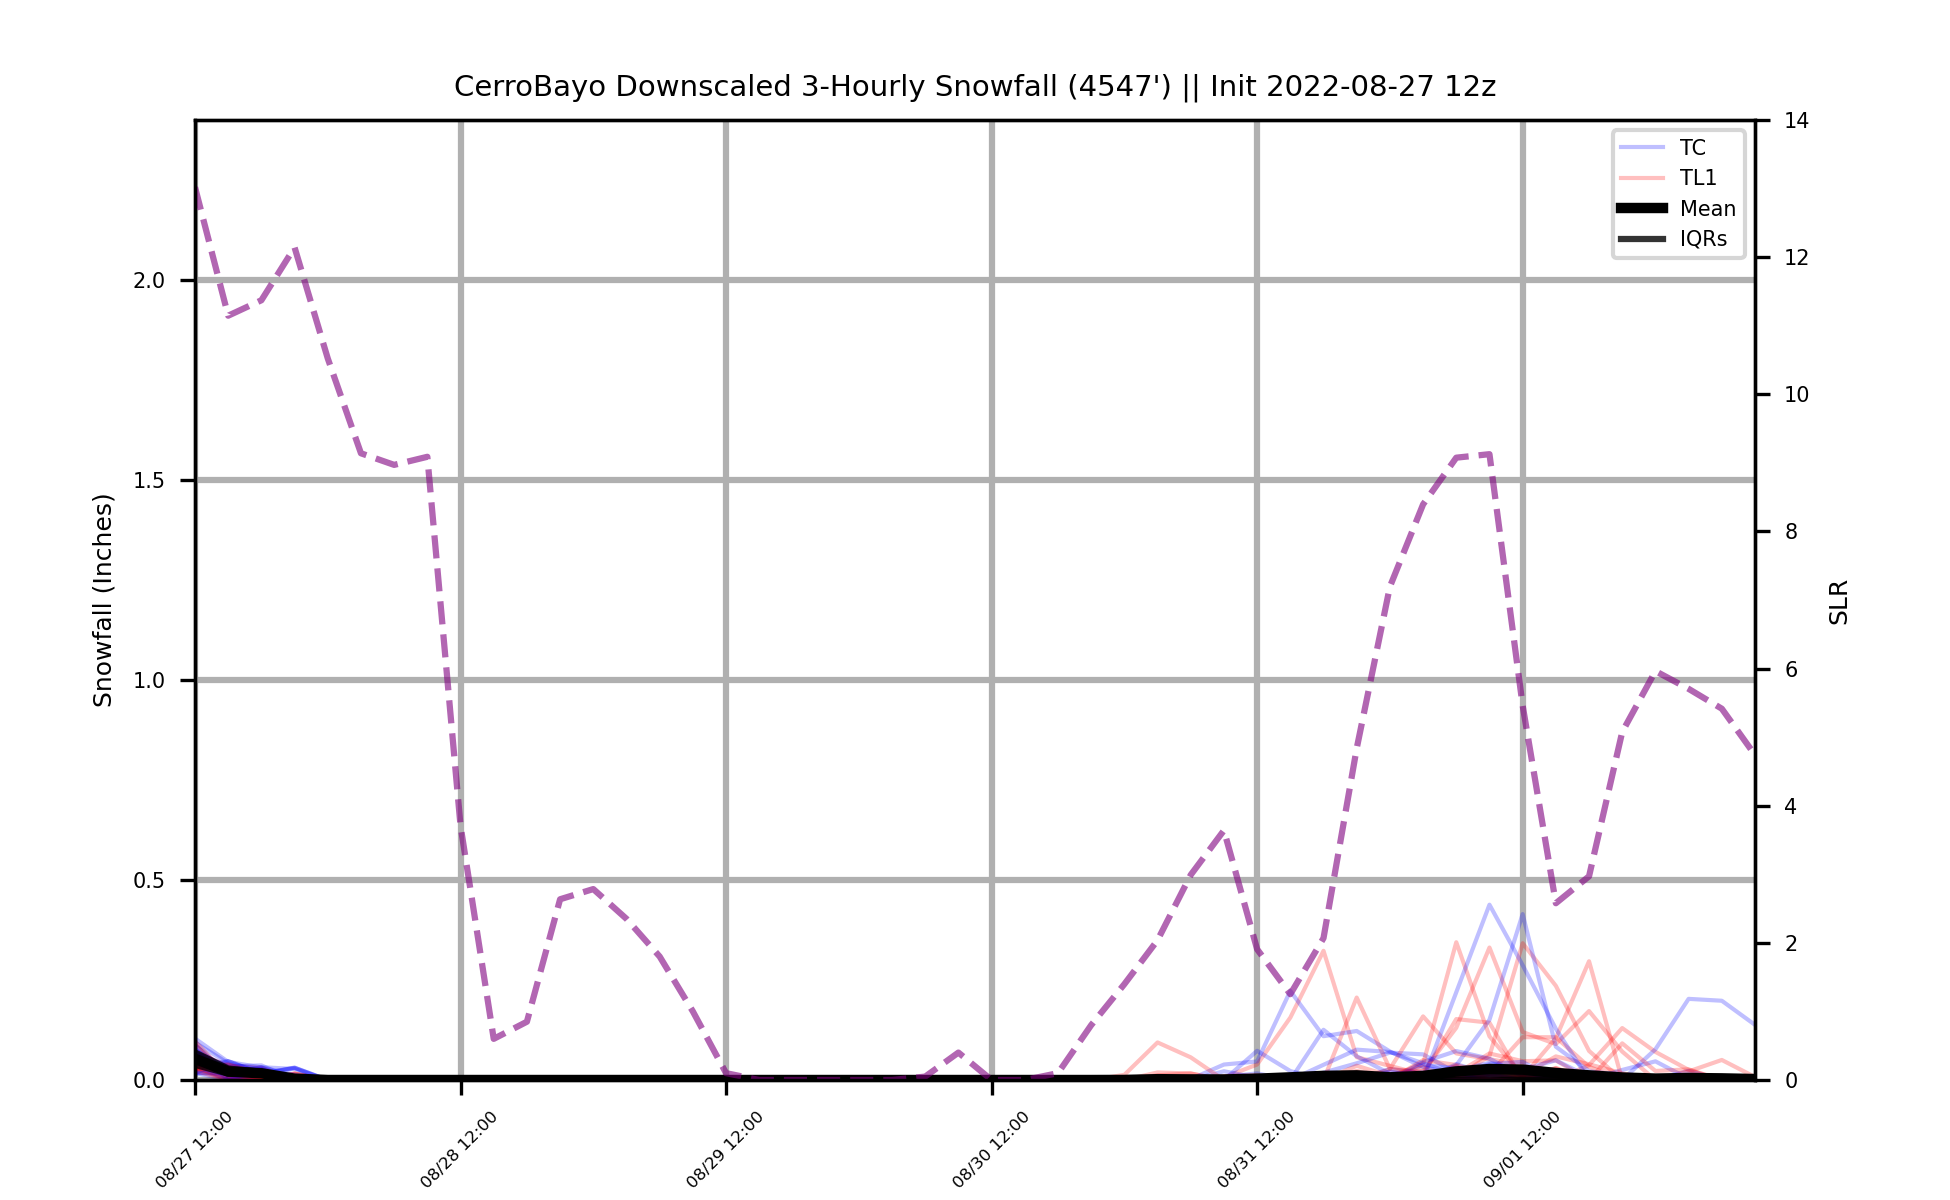 CerroBayo Downscaled 3-Hourly Snowfall (4547') || Init 2022-08-27 12z
TC
TL1
Mean
IQRs
Snowfall (Inches)
2.0
1.5
1.0
0.5
0.0
14
12
10
8
6
4
2
0
SLR
08/27 12:00
08/28 12:00
08/29 12:00
08/30 12:00
08/31 12:00
09/01 12:00